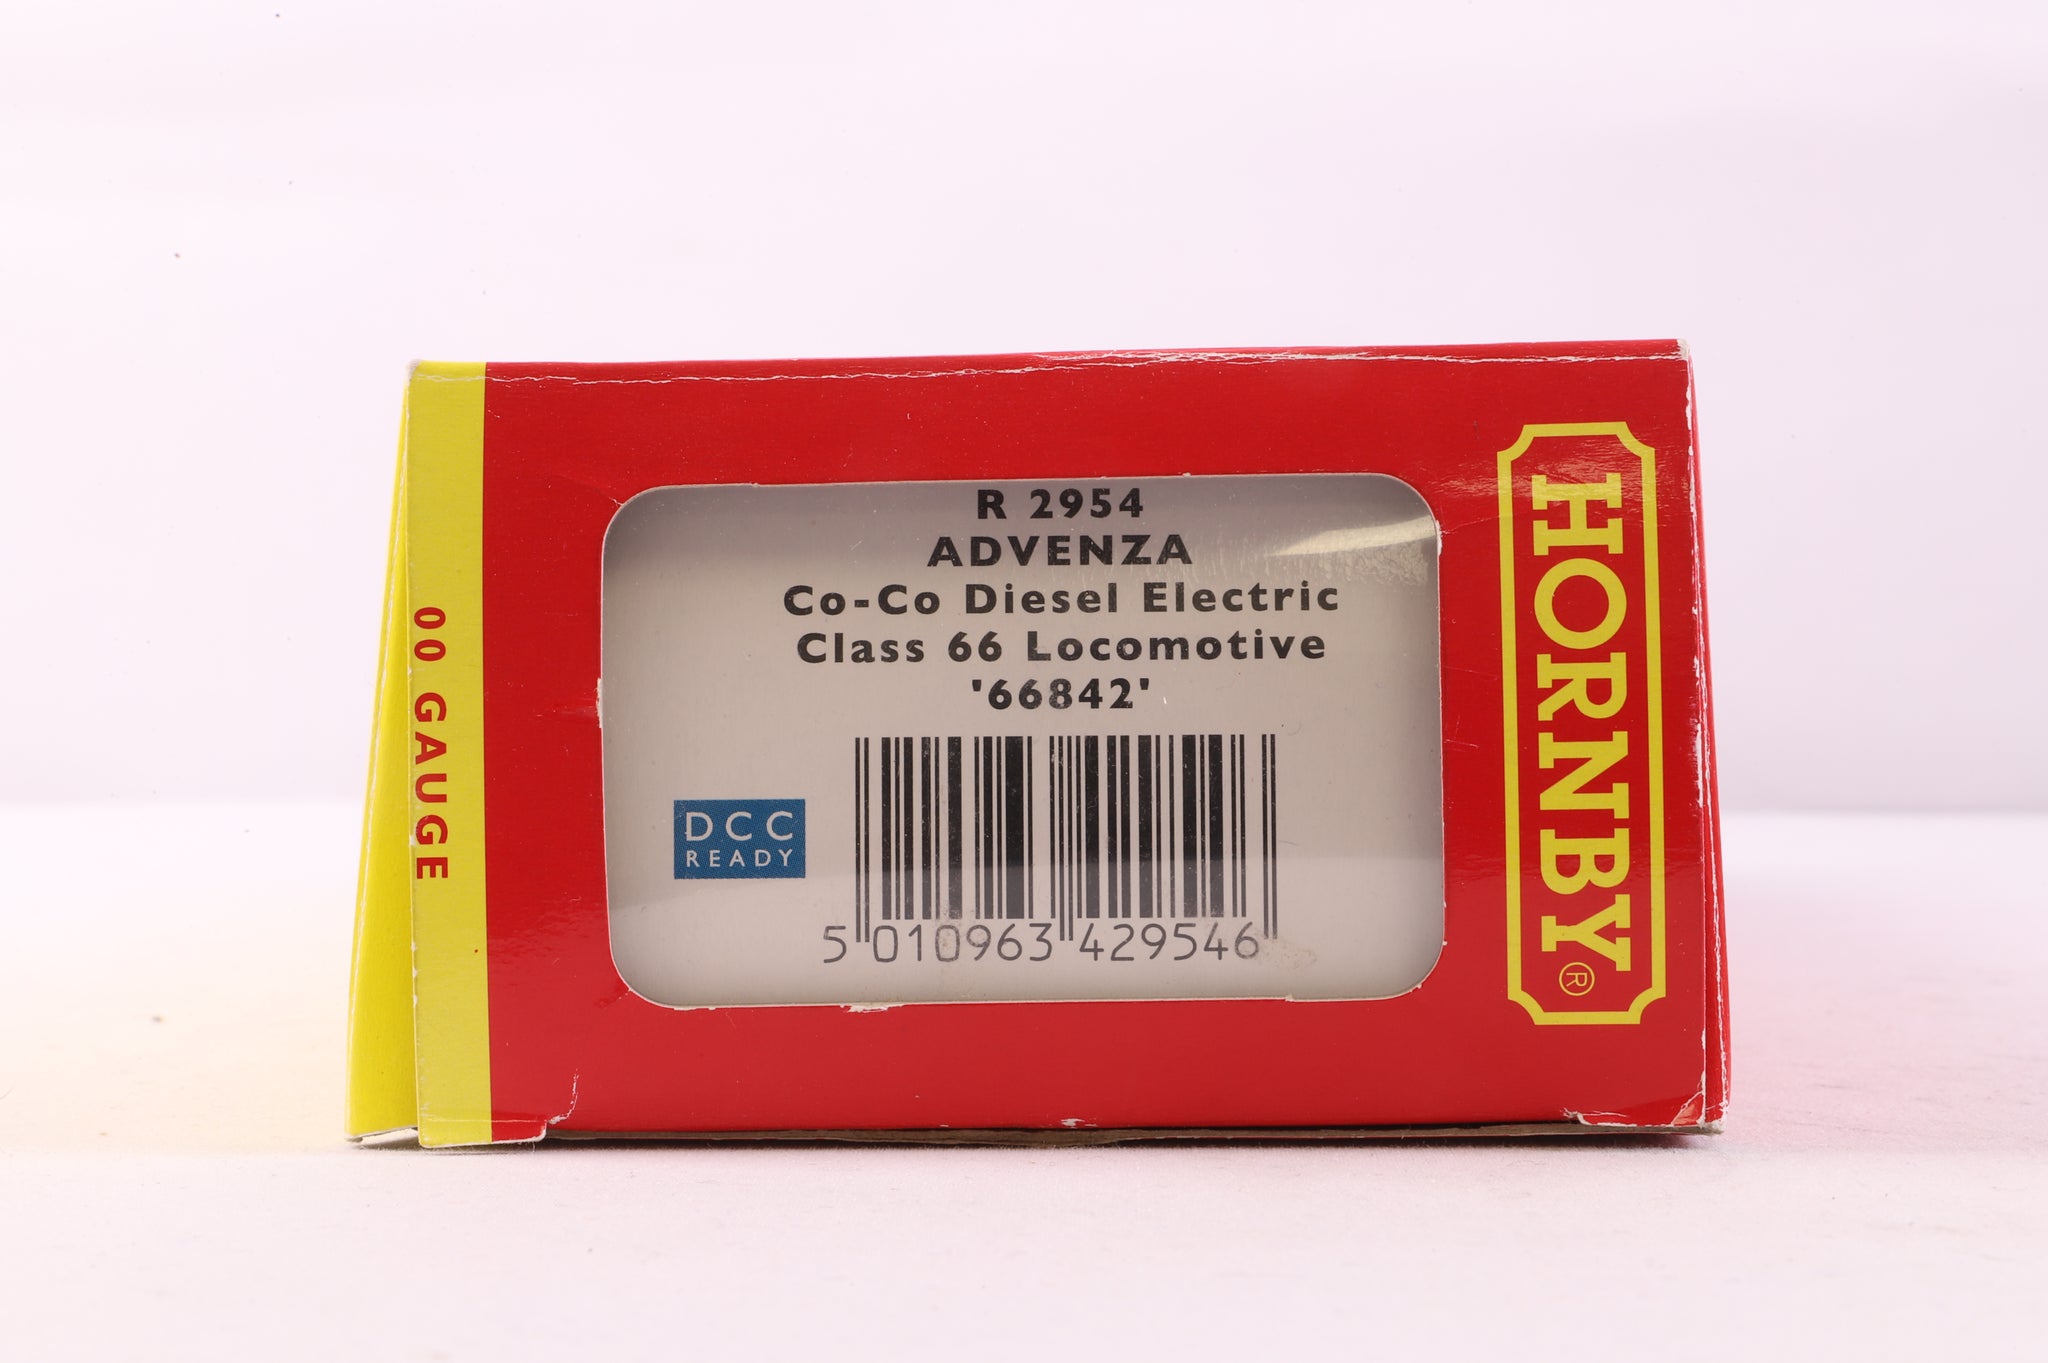 00 GAUGE
R 2954
ADVENZA
Co-Co Diesel Electric
Class 66 Locomotive
'66842'
DCC
READY
5 010963 429546
HORNBY®